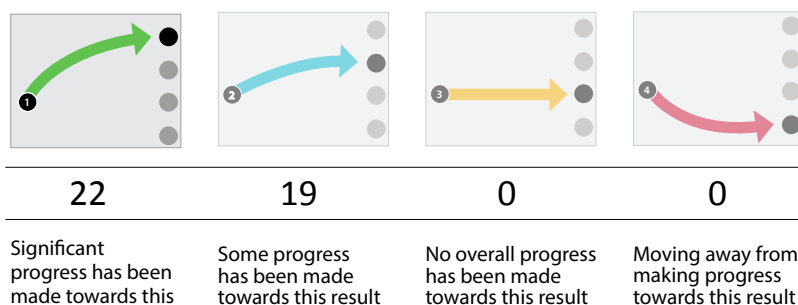 1
2
3
4
22
19
0
0
Significant
progress has been
made towards this
Some progress
has been made
towards this result
No overall progress
has been made
towards this result
Moving away from
making progress
towards this result